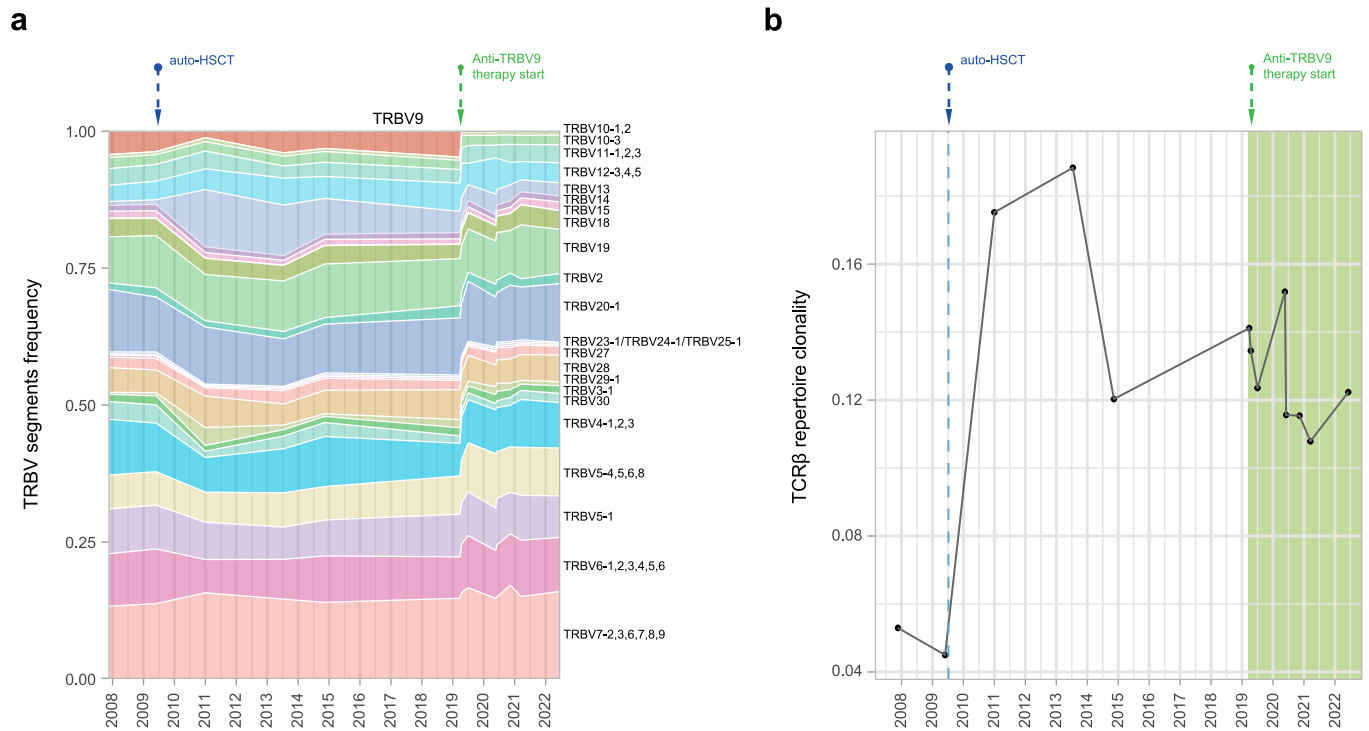 a
auto-HSCT
Anti-TRBV9
therapy start
TRBV9
TRBV segments frequency
1.00
0.75
0.50
0.25
0.00
TRBV10-1,2
TRBV10-3
TRBV11-1,2,3
TRBV12-3,4,5
TRBV13
TRBV14
TRBV15
TRBV18
TRBV19
TRBV2
TRBV20-1
TRBV23-1/TRBV24-1/TRBV25-1
TRBV27
TRBV28
TRBV29-1
TRBV3-1
TRBV30
TRBV4-1,2,3
TRBV5-4,5,6,8
TRBV5-1
TRBV6-1,2,3,4,5,6
TRBV7-2,3,6,7,8,9
2008
2009
2010
2011
2012
2013
2014
2015
2016
2017
2018
2019
2020
2021
2022
b
auto-HSCT
Anti-TRBV9
therapy start
TCRβ repertoire clonality
0.16
0.12
0.08
0.04
2008
2009
2010
2011
2012
2013
2014
2015
2016
2017
2018
2019
2020
2021
2022